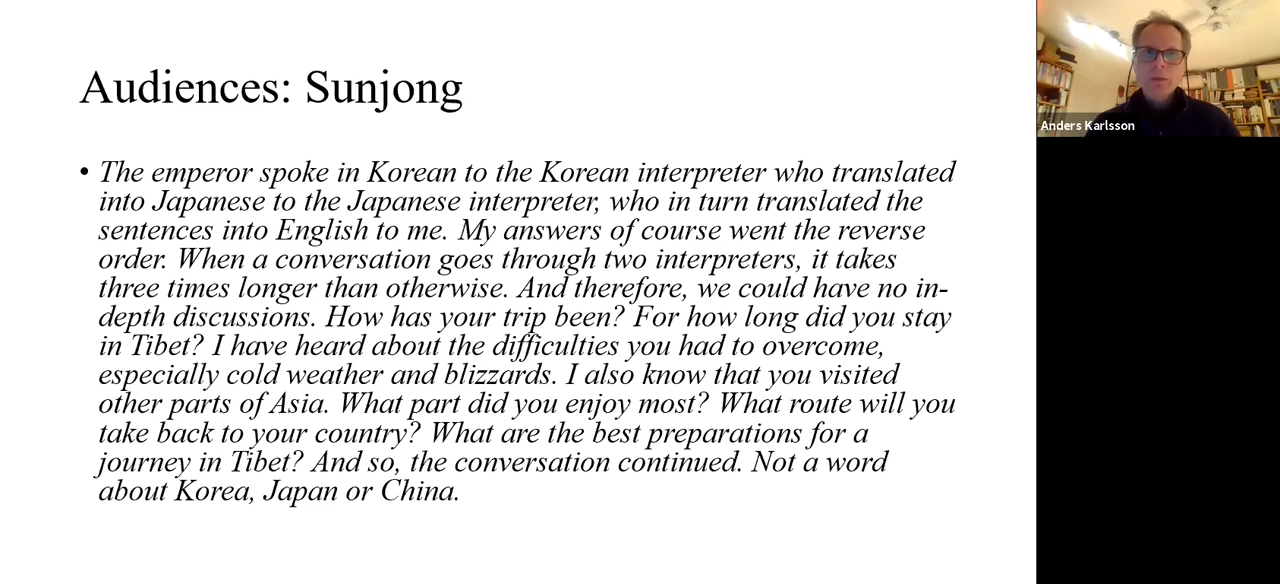 Audiences: Sunjong
• The emperor spoke in Korean to the Korean interpreter who translated
into Japanese to the Japanese interpreter, who in turn translated the
sentences into English to me. My answers of course went the reverse
order. When a conversation goes through two interpreters, it takes
three times longer than otherwise. And therefore, we could have no in-
depth discussions. How has your trip been? For how long did you stay
in Tibet? I have heard about the difficulties you had to overcome,
especially cold weather and blizzards. I also know that you visited
other parts of Asia. What part did you enjoy most? What route will you
take back to your country? What are the best preparations for a
journey in Tibet? And so, the conversation continued. Not a word
about Korea, Japan or China.
Anders Karlsson